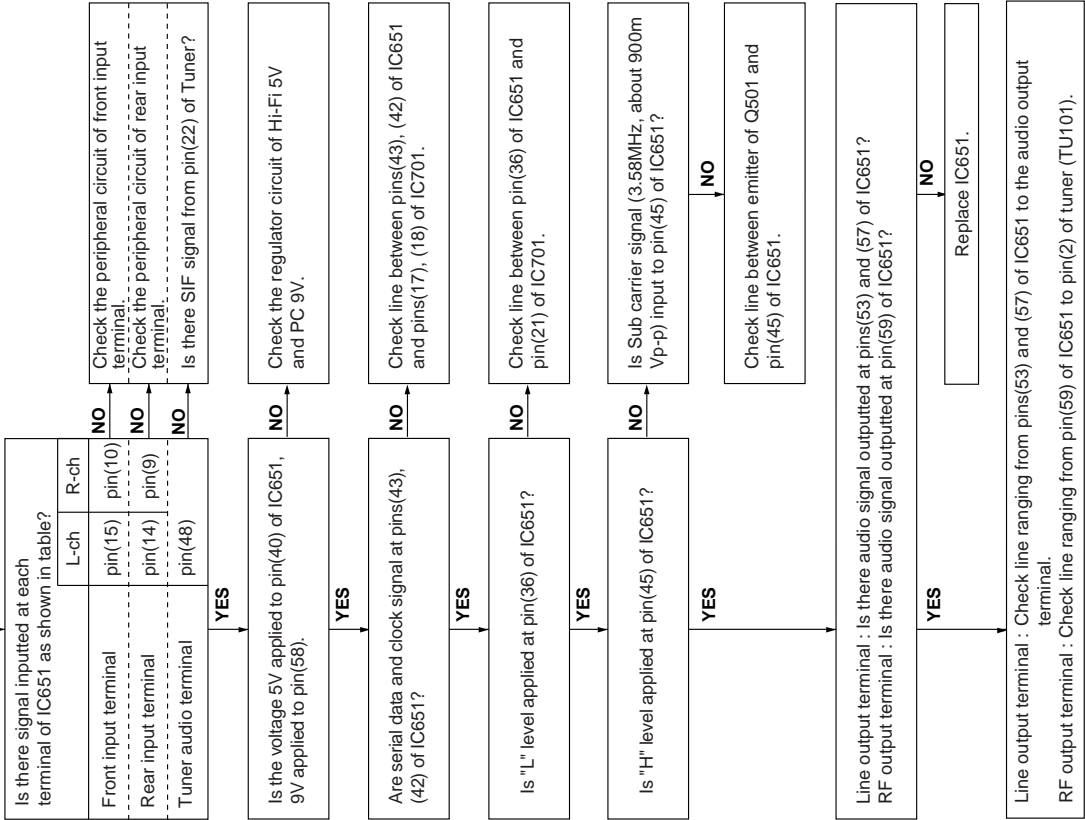 Is there signal inputted at each
terminal of IC651 as shown in table?
L-ch R-ch
Front input terminal pin(15) pin(10)
Rear input terminal pin(14) pin(9)
Tuner audio terminal pin(48)
NO
Check the peripheral circuit of front input
terminal.
NO
Check the peripheral circuit of rear input
terminal.
NO
Is there SIF signal from pin(22) of Tuner?
YES
Is the voltage 5V applied to pin(40) of IC651,
9V applied to pin(58).
NO
Check the regulator circuit of Hi-Fi 5V
and PC 9V.
YES
Are serial data and clock signal at pins(43),
(42) of IC651?
NO
Check line between pins(43), (42) of IC651
and pins(17), (18) of IC701.
YES
Is "L" level applied at pin(36) of IC651?
NO
Check line between pin(36) of IC651 and
pin(21) of IC701.
YES
Is "H" level applied at pin(45) of IC651?
NO
Is Sub carrier signal (3.58MHz, about 900m
Vp-p) input to pin(45) of IC651?
NO
Check line between emitter of Q501 and
pin(45) of IC651.
YES
Line output terminal : Is there audio signal outputted at pins(53) and (57) of IC651?
RF output terminal : Is there audio signal outputted at pin(59) of IC651?
NO
Replace IC651.
YES
Line output terminal : Check line ranging from pins(53) and (57) of IC651 to the audio output
terminal.
RF output terminal : Check line ranging from pin(59) of IC651 to pin(2) of tuner (TU101).